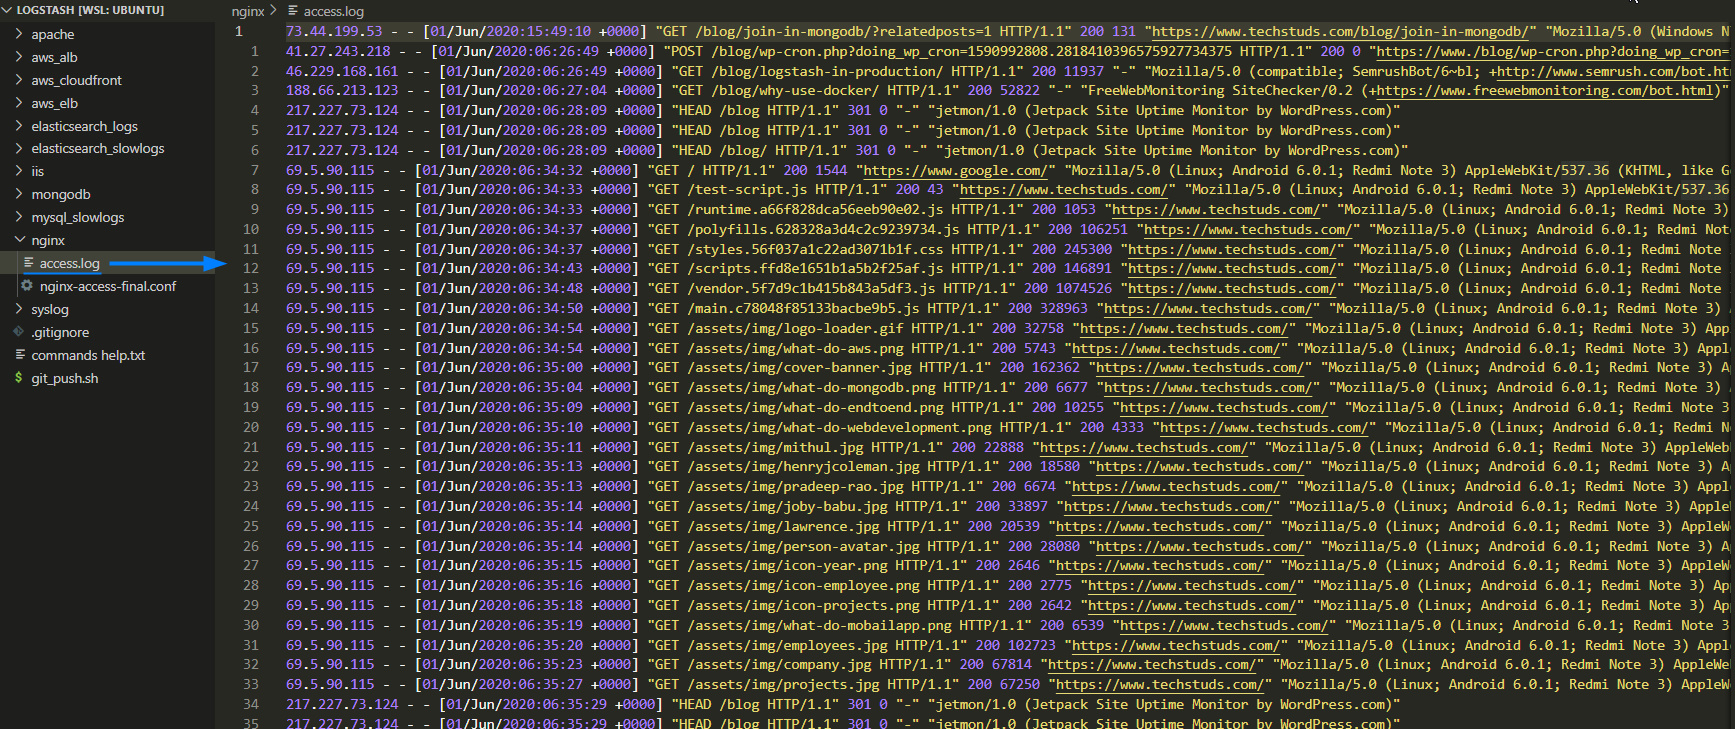 LOGSTASH [WSL: UBUNTU]
apache
aws_alb
aws_cloudfront
aws_elb
elasticsearch_logs
elasticsearch_slowlogs
iis
mongodb
mysql_slowlogs
nginx
access.log
nginx-access-final.conf
syslog
.gitignore
commands help.txt
$ git_push.sh
nginx > access.log
1 73.44.199.53 - - [01/Jun/2020:15:49:10 +0000] "GET /blog/join-in-mongodb/?relatedposts=1 HTTP/1.1" 200 131 "https://www.techstuds.com/blog/join-in-mongodb/" "Mozilla/5.0 (Windows N
1 41.27.243.218 - - [01/Jun/2020:06:26:49 +0000] "POST /blog/wp-cron.php?doing_wp_cron=1590992808.2818410396575927734375 HTTP/1.1" 200 0 "https://www./blog/wp-cron.php?doing_wp_cron=
2 46.229.168.161 - - [01/Jun/2020:06:26:49 +0000] "GET /blog/logstash-in-production/ HTTP/1.1" 200 11937 "-" "Mozilla/5.0 (compatible; SemrushBot/6~bl; +http://www.semrush.com/bot.ht
3 188.66.213.123 - - [01/Jun/2020:06:27:04 +0000] "GET /blog/why-use-docker/ HTTP/1.1" 200 52822 "-" "FreeWebMonitoring SiteChecker/0.2 (+https://www.freewebmonitoring.com/bot.html)"
4 217.227.73.124 - - [01/Jun/2020:06:28:09 +0000] "HEAD /blog HTTP/1.1" 301 0 "-" "jetmon/1.0 (Jetpack Site Uptime Monitor by WordPress.com)"
5 217.227.73.124 - - [01/Jun/2020:06:28:09 +0000] "HEAD /blog HTTP/1.1" 301 0 "-" "jetmon/1.0 (Jetpack Site Uptime Monitor by WordPress.com)"
6 217.227.73.124 - - [01/Jun/2020:06:28:09 +0000] "HEAD /blog/ HTTP/1.1" 301 0 "-" "jetmon/1.0 (Jetpack Site Uptime Monitor by WordPress.com)"
7 69.5.90.115 - - [01/Jun/2020:06:34:32 +0000] "GET / HTTP/1.1" 200 1544 "https://www.google.com/" "Mozilla/5.0 (Linux; Android 6.0.1; Redmi Note 3) AppleWebKit/537.36 (KHTML, like G
8 69.5.90.115 - - [01/Jun/2020:06:34:33 +0000] "GET /test-script.js HTTP/1.1" 200 43 "https://www.techstuds.com/" "Mozilla/5.0 (Linux; Android 6.0.1; Redmi Note 3) AppleWebKit/537.36
9 69.5.90.115 - - [01/Jun/2020:06:34:33 +0000] "GET /runtime.a66f828dca56eeb90e02.js HTTP/1.1" 200 1053 "https://www.techstuds.com/" "Mozilla/5.0 (Linux; Android 6.0.1; Redmi Note 3)
10 69.5.90.115 - - [01/Jun/2020:06:34:37 +0000] "GET /polyfills.628328a3d4c2c9239734.js HTTP/1.1" 200 106251 "https://www.techstuds.com/" "Mozilla/5.0 (Linux; Android 6.0.1; Redmi Not
11 69.5.90.115 - - [01/Jun/2020:06:34:37 +0000] "GET /styles.56f037a1c22ad3071b1f.css HTTP/1.1" 200 245300 "https://www.techstuds.com/" "Mozilla/5.0 (Linux; Android 6.0.1; Redmi Note
12 69.5.90.115 - - [01/Jun/2020:06:34:43 +0000] "GET /scripts.ffd8e1651b1a5b2f25af.js HTTP/1.1" 200 146891 "https://www.techstuds.com/" "Mozilla/5.0 (Linux; Android 6.0.1; Redmi Note
13 69.5.90.115 - - [01/Jun/2020:06:34:48 +0000] "GET /vendor.5f7d9c1b415b843a5df3.js HTTP/1.1" 200 1074526 "https://www.techstuds.com/" "Mozilla/5.0 (Linux; Android 6.0.1; Redmi Note
14 69.5.90.115 - - [01/Jun/2020:06:34:50 +0000] "GET /main.c78048f85133bacbe9b5.js HTTP/1.1" 200 328963 "https://www.techstuds.com/" "Mozilla/5.0 (Linux; Android 6.0.1; Redmi Note 3)
15 69.5.90.115 - - [01/Jun/2020:06:34:54 +0000] "GET /assets/img/logo-loader.gif HTTP/1.1" 200 32758 "https://www.techstuds.com/" "Mozilla/5.0 (Linux; Android 6.0.1; Redmi Note 3) App
16 69.5.90.115 - - [01/Jun/2020:06:34:54 +0000] "GET /assets/img/what-do-aws.png HTTP/1.1" 200 5743 "https://www.techstuds.com/" "Mozilla/5.0 (Linux; Android 6.0.1; Redmi Note 3) Appl
17 69.5.90.115 - - [01/Jun/2020:06:35:00 +0000] "GET /assets/img/cover-banner.jpg HTTP/1.1" 200 162362 "https://www.techstuds.com/" "Mozilla/5.0 (Linux; Android 6.0.1; Redmi Note 3) A
18 69.5.90.115 - - [01/Jun/2020:06:35:04 +0000] "GET /assets/img/what-do-mongodb.png HTTP/1.1" 200 6677 "https://www.techstuds.com/" "Mozilla/5.0 (Linux; Android 6.0.1; Redmi Note 3)
19 69.5.90.115 - - [01/Jun/2020:06:35:09 +0000] "GET /assets/img/what-do-endtoend.png HTTP/1.1" 200 10255 "https://www.techstuds.com/" "Mozilla/5.0 (Linux; Android 6.0.1; Redmi Note 3
20 69.5.90.115 - - [01/Jun/2020:06:35:10 +0000] "GET /assets/img/what-do-webdevelopment.png HTTP/1.1" 200 4333 "https://www.techstuds.com/" "Mozilla/5.0 (Linux; Android 6.0.1; Redmi N
21 69.5.90.115 - - [01/Jun/2020:06:35:11 +0000] "GET /assets/img/mithul.jpg HTTP/1.1" 200 22888 "https://www.techstuds.com/" "Mozilla/5.0 (Linux; Android 6.0.1; Redmi Note 3) AppleWeb
22 69.5.90.115 - - [01/Jun/2020:06:35:13 +0000] "GET /assets/img/henryjcoleman.jpg HTTP/1.1" 200 18580 "https://www.techstuds.com/" "Mozilla/5.0 (Linux; Android 6.0.1; Redmi Note 3) A
23 69.5.90.115 - - [01/Jun/2020:06:35:13 +0000] "GET /assets/img/pradeep-rao.jpg HTTP/1.1" 200 6674 "https://www.techstuds.com/" "Mozilla/5.0 (Linux; Android 6.0.1; Redmi Note 3) Appl
24 69.5.90.115 - - [01/Jun/2020:06:35:14 +0000] "GET /assets/img/joby-babu.jpg HTTP/1.1" 200 33897 "https://www.techstuds.com/" "Mozilla/5.0 (Linux; Android 6.0.1; Redmi Note 3) Apple
25 69.5.90.115 - - [01/Jun/2020:06:35:14 +0000] "GET /assets/img/lawrence.jpg HTTP/1.1" 200 20539 "https://www.techstuds.com/" "Mozilla/5.0 (Linux; Android 6.0.1; Redmi Note 3) AppleW
26 69.5.90.115 - - [01/Jun/2020:06:35:14 +0000] "GET /assets/img/person-avatar.jpg HTTP/1.1" 200 28080 "https://www.techstuds.com/" "Mozilla/5.0 (Linux; Android 6.0.1; Redmi Note 3) A
27 69.5.90.115 - - [01/Jun/2020:06:35:15 +0000] "GET /assets/img/icon-year.png HTTP/1.1" 200 2646 "https://www.techstuds.com/" "Mozilla/5.0 (Linux; Android 6.0.1; Redmi Note 3) AppleW
28 69.5.90.115 - - [01/Jun/2020:06:35:16 +0000] "GET /assets/img/icon-employee.png HTTP/1.1" 200 2775 "https://www.techstuds.com/" "Mozilla/5.0 (Linux; Android 6.0.1; Redmi Note 3) Ap
29 69.5.90.115 - - [01/Jun/2020:06:35:18 +0000] "GET /assets/img/icon-projects.png HTTP/1.1" 200 2642 "https://www.techstuds.com/" "Mozilla/5.0 (Linux; Android 6.0.1; Redmi Note 3) Ap
30 69.5.90.115 - - [01/Jun/2020:06:35:19 +0000] "GET /assets/img/what-do-mobailapp.png HTTP/1.1" 200 6539 "https://www.techstuds.com/" "Mozilla/5.0 (Linux; Android 6.0.1; Redmi Note 3
31 69.5.90.115 - - [01/Jun/2020:06:35:20 +0000] "GET /assets/img/employees.jpg HTTP/1.1" 200 102723 "https://www.techstuds.com/" "Mozilla/5.0 (Linux; Android 6.0.1; Redmi Note 3) Appl
32 69.5.90.115 - - [01/Jun/2020:06:35:23 +0000] "GET /assets/img/company.jpg HTTP/1.1" 200 67814 "https://www.techstuds.com/" "Mozilla/5.0 (Linux; Android 6.0.1; Redmi Note 3) AppleWe
33 69.5.90.115 - - [01/Jun/2020:06:35:27 +0000] "GET /assets/img/projects.jpg HTTP/1.1" 200 67250 "https://www.techstuds.com/" "Mozilla/5.0 (Linux; Android 6.0.1; Redmi Note 3) AppleW
34 217.227.73.124 - - [01/Jun/2020:06:35:29 +0000] "HEAD /blog HTTP/1.1" 301 0 "-" "jetmon/1.0 (Jetpack Site Uptime Monitor by WordPress.com)"
35 217.227.73.124 - - [01/Jun/2020:06:35:29 +0000] "HEAD /blog HTTP/1.1" 301 0 "-" "jetmon/1.0 (Jetpack Site Uptime Monitor by WordPress.com)"